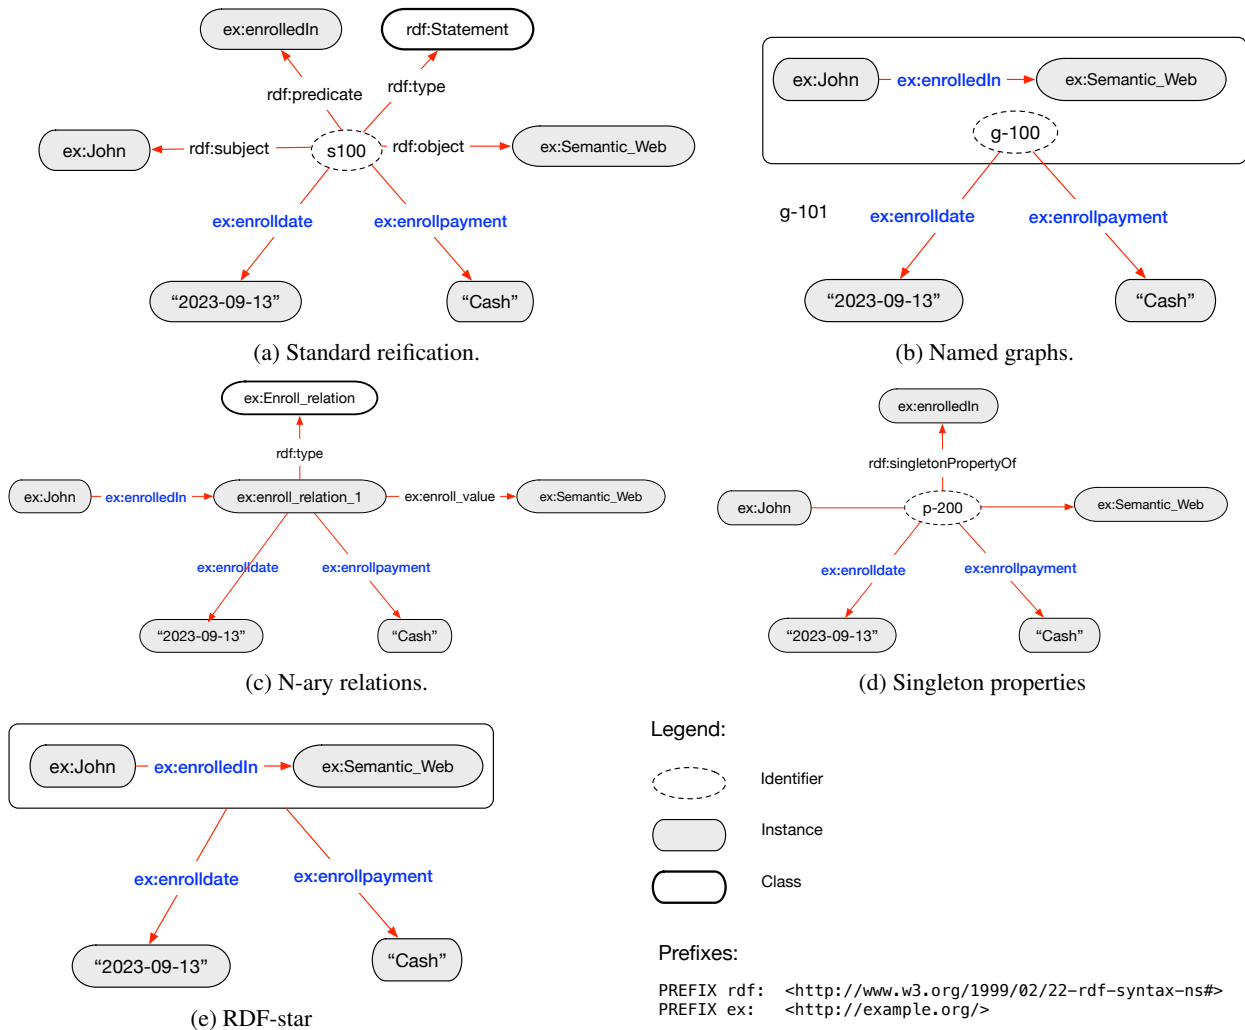 ex:enrolledIn
rdf:Statement
rdf:predicate
rdf:type
ex:John
rdf:subject
s100
rdf:object
ex:Semantic_Web
ex:enrolldate
ex:enrollpayment
“2023-09-13”
“Cash”
(a) Standard reification.
ex:John
ex:enrolledIn
ex:Semantic_Web
g-100
g-101
ex:enrolldate
ex:enrollpayment
“2023-09-13”
“Cash”
(b) Named graphs.
ex:Enroll_relation
rdf:type
ex:John
ex:enrolledIn
ex:enroll_relation_1
ex:enroll_value
ex:Semantic_Web
ex:enrolldate
ex:enrollpayment
“2023-09-13”
“Cash”
(c) N-ary relations.
ex:enrolledIn
rdf:singletonPropertyOf
ex:John
p-200
ex:Semantic_Web
ex:enrolldate
ex:enrollpayment
“2023-09-13”
“Cash”
(d) Singleton properties
ex:John
ex:enrolledIn
ex:Semantic_Web
ex:enrolldate
ex:enrollpayment
“2023-09-13”
“Cash”
(e) RDF-star
Legend:
Identifier
Instance
Class
Prefixes:
PREFIX rdf: <http://www.w3.org/1999/02/22-rdf-syntax-ns#>
PREFIX ex: <http://example.org/>